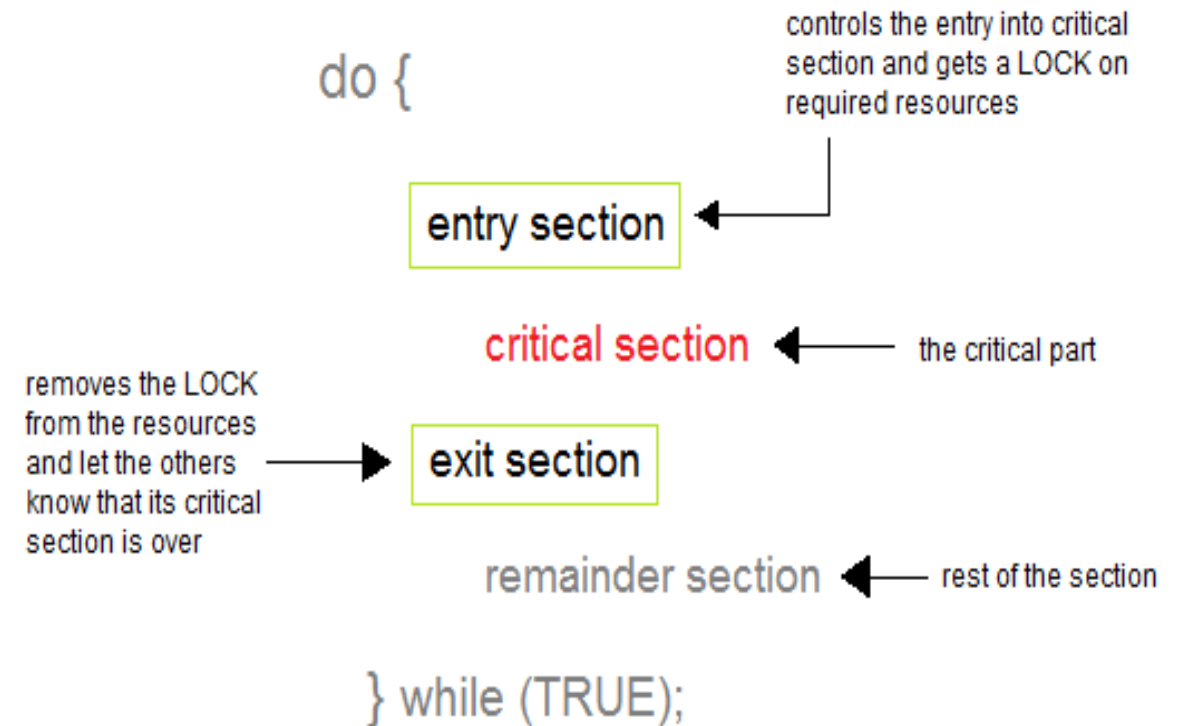 controls the entry into critical
section and gets a LOCK on
required resources
do {
entry section
critical section
the critical part
removes the LOCK
from the resources
and let the others
know that its critical
section is over
exit section
remainder section
rest of the section
} while (TRUE);